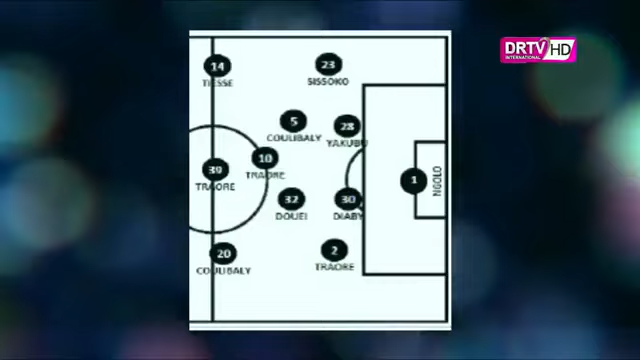 DRTV HD
INTERNATIONAL
14
TIESSE
23
SISSOKO
5
COULIBALY
28
YAKUBU
10
TRAORE
39
TRAORE
1
NGOLO
32
DOUEI
30
DIABY
2
TRAORE
20
COULIBALY